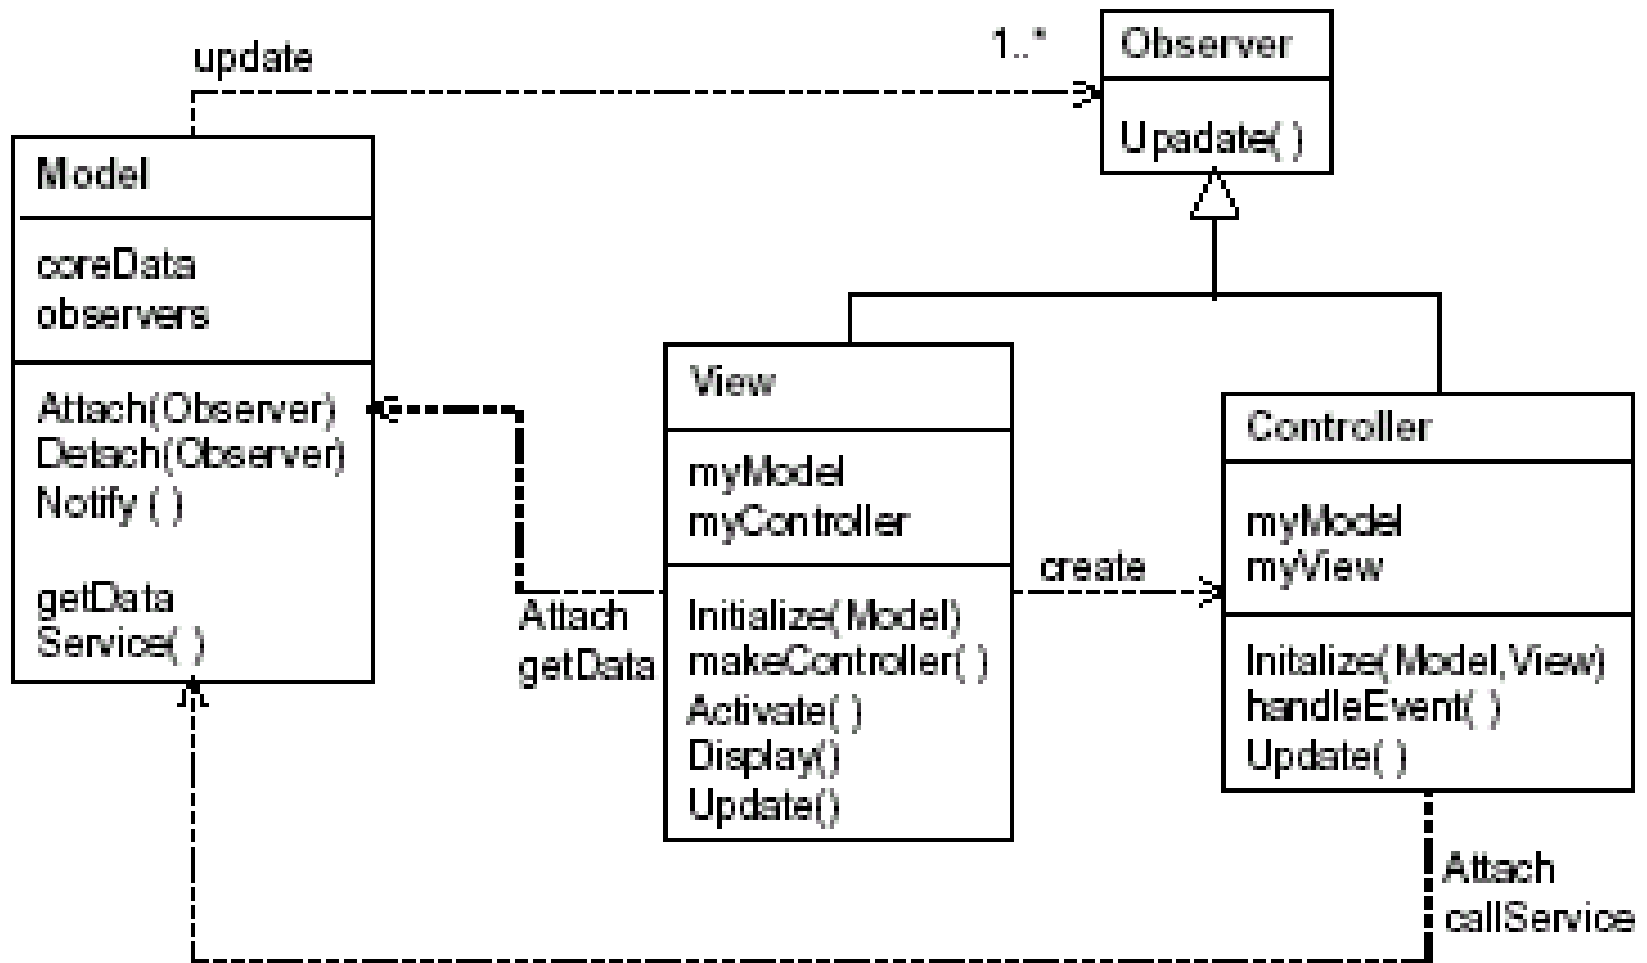 update
1..*
Observer
Upadate( )
Model
coreData
observers
Attach(Observer)
Detach(Observer)
Notify ( )
getData
Service( )
Attach
getData
View
myModel
myController
Initialize(Model)
makeController( )
Activate( )
Display()
Update()
create
Controller
myModel
myView
Initalize(Model,View)
handleEvent( )
Update( )
Attach
callService